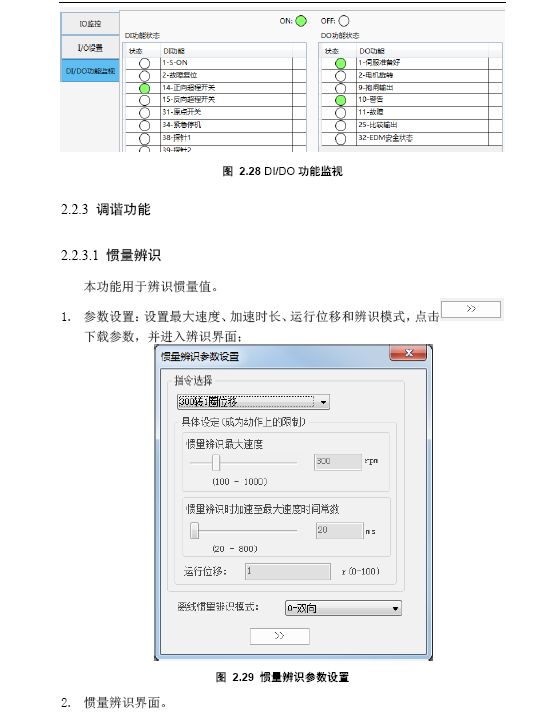 ON: OFF:
IO监控
I/O设置
DI/DO功能监视
DI功能状态 DO功能状态
状态 DI功能 状态 DO功能
1-S-ON 1-伺服准备好
2-故障复位 2-电机旋转
14-正向超程开关 9-抱闸输出
15-反向超程开关 10-警告
31-原点开关 11-故障
34-紧急停机 25-比较输出
38-探针1 32-EDM安全状态
39-探针2
图 2.28 DI/DO 功能监视
2.2.3 调谐功能
2.2.3.1 惯量辨识
本功能用于辨识惯量值。
1. 参数设置：设置最大速度、加速时长、运行位移和辨识模式，点击 >>
下载参数，并进入辨识界面；
惯量辨识参数设置
指令选择
300转1圈位移
具体设定(成为动作上的限制)
惯量辨识最大速度
300 rpm
(100 - 1000)
惯量辨识时加速至最大速度时间常数
20 ms
(20 - 800)
运行位移: 1 r(0-100)
离线惯量辨识模式: 0-双向
>>
图 2.29 惯量辨识参数设置
2. 惯量辨识界面。